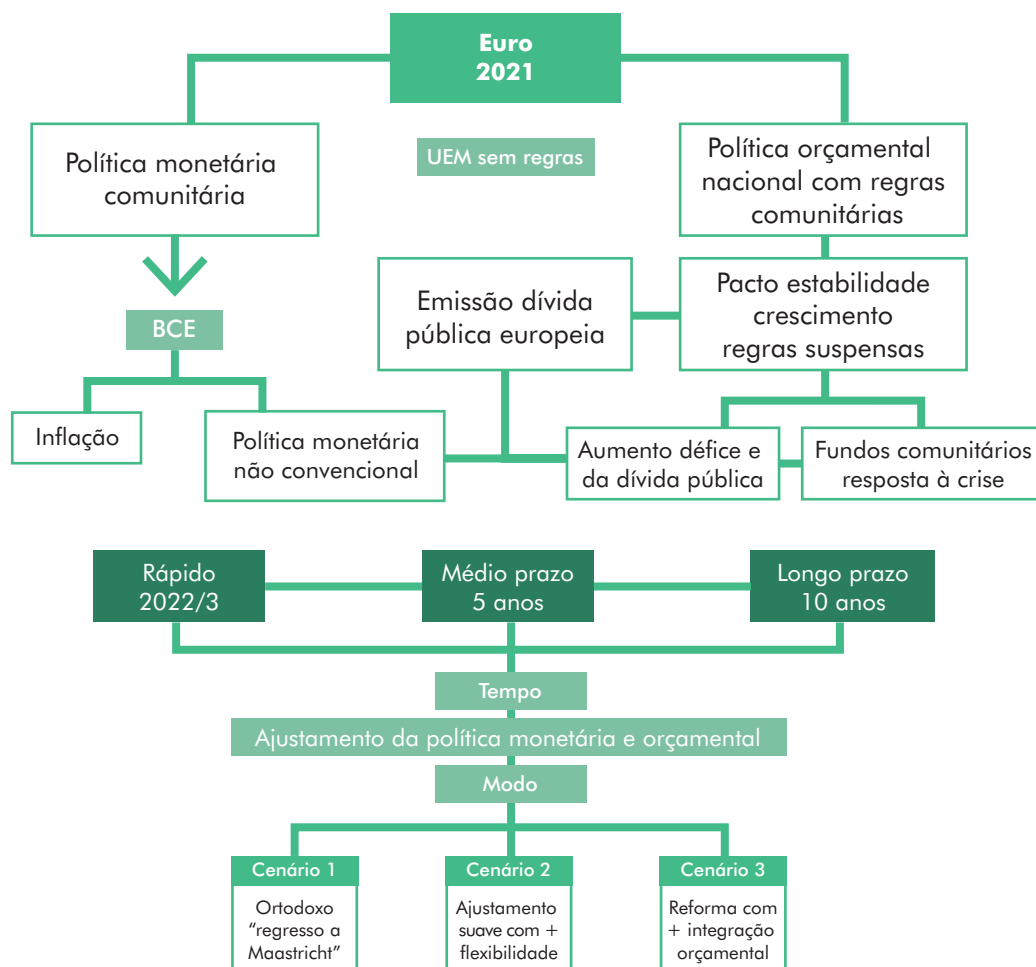 Euro
2021
Política monetária
comunitária
UEM sem regras
Política orçamental
nacional com regras
comunitárias
BCE
Emissão dívida
pública europeia
Pacto estabilidade
crescimento
regras suspensas
Inflação
Política monetária
não convencional
Aumento défice e
da dívida pública
Fundos comunitários
resposta à crise
Rápido
2022/3
Médio prazo
5 anos
Longo prazo
10 anos
Tempo
Ajustamento da política monetária e orçamental
Modo
Cenário 1
Ortodoxo
“regresso a
Maastricht”
Cenário 2
Ajustamento
suave com +
flexibilidade
Cenário 3
Reforma com
+ integração
orçamental